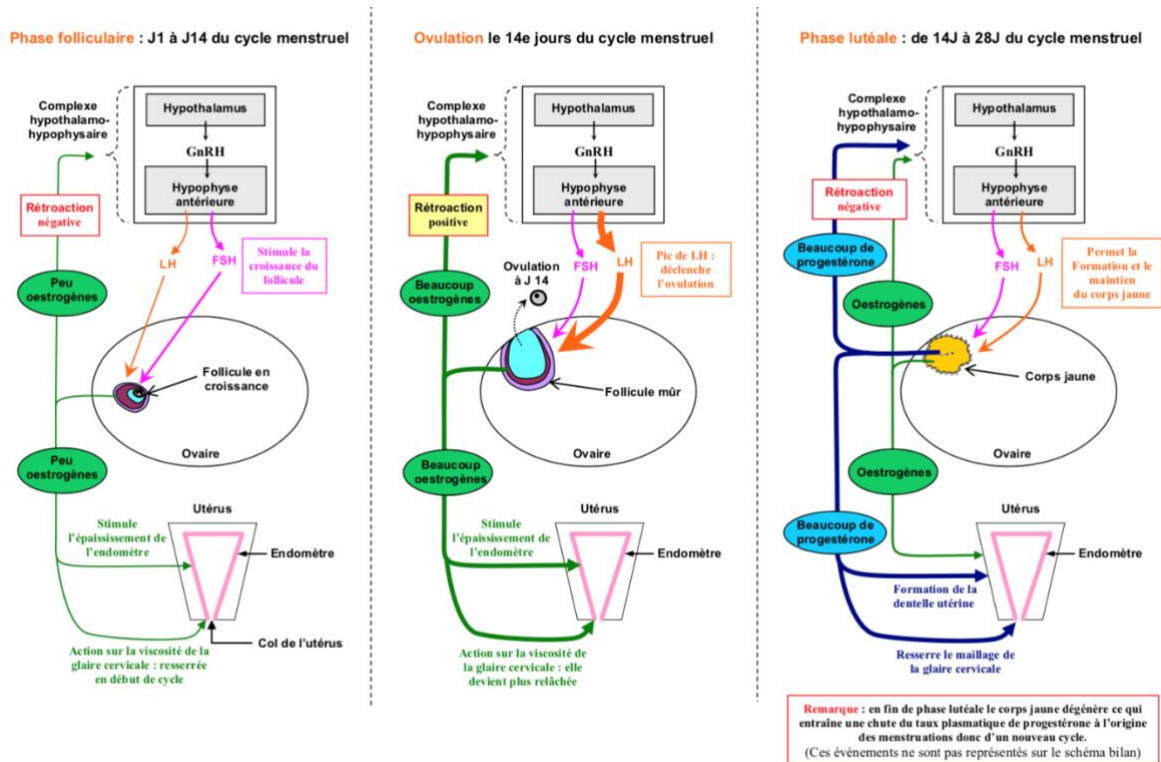 Phase folliculaire : J1 à J14 du cycle menstruel
Complexe
hypothalamo-
hypophysaire
Hypothalamus
GnRH
Hypophyse
antérieure
Rétroaction
négative
LH
FSH
Stimule la
croissance du
follicule
Peu
oestrogènes
Follicule en
croissance
Ovaire
Peu
oestrogènes
Utérus
Stimule
l'épaississement de
l'endomètre
Endomètre
Col de l'utérus
Action sur la viscosité de la
glaire cervicale : resserrée
en début de cycle
Ovulation le 14e jours du cycle menstruel
Complexe
hypothalamo-
hypophysaire
Hypothalamus
GnRH
Hypophyse
antérieure
Rétroaction
positive
FSH
LH
Pic de LH :
déclenche
l'ovulation
Ovulation
à J 14
Beaucoup
oestrogènes
Follicule mûr
Ovaire
Beaucoup
oestrogènes
Utérus
Stimule
l'épaississement de
l'endomètre
Endomètre
Action sur la viscosité de
la glaire cervicale : elle
devient plus relâchée
Phase lutéale : de 14J à 28J du cycle menstruel
Complexe
hypothalamo-
hypophysaire
Hypothalamus
GnRH
Hypophyse
antérieure
Rétroaction
négative
Beaucoup de
progestérone
FSH
LH
Permet la
Formation et le
maintien
du corps jaune
Oestrogènes
Corps jaune
Ovaire
Oestrogènes
Utérus
Beaucoup de
progestérone
Endomètre
Formation de la
dentelle utérine
Resserre le maillage de
la glaire cervicale
Remarque : en fin de phase lutéale le corps jaune dégénère ce qui
entraîne une chute du taux plasmatique de progestérone à l'origine
des menstruations donc d'un nouveau cycle.
(Ces évènements ne sont pas représentés sur le schéma bilan)